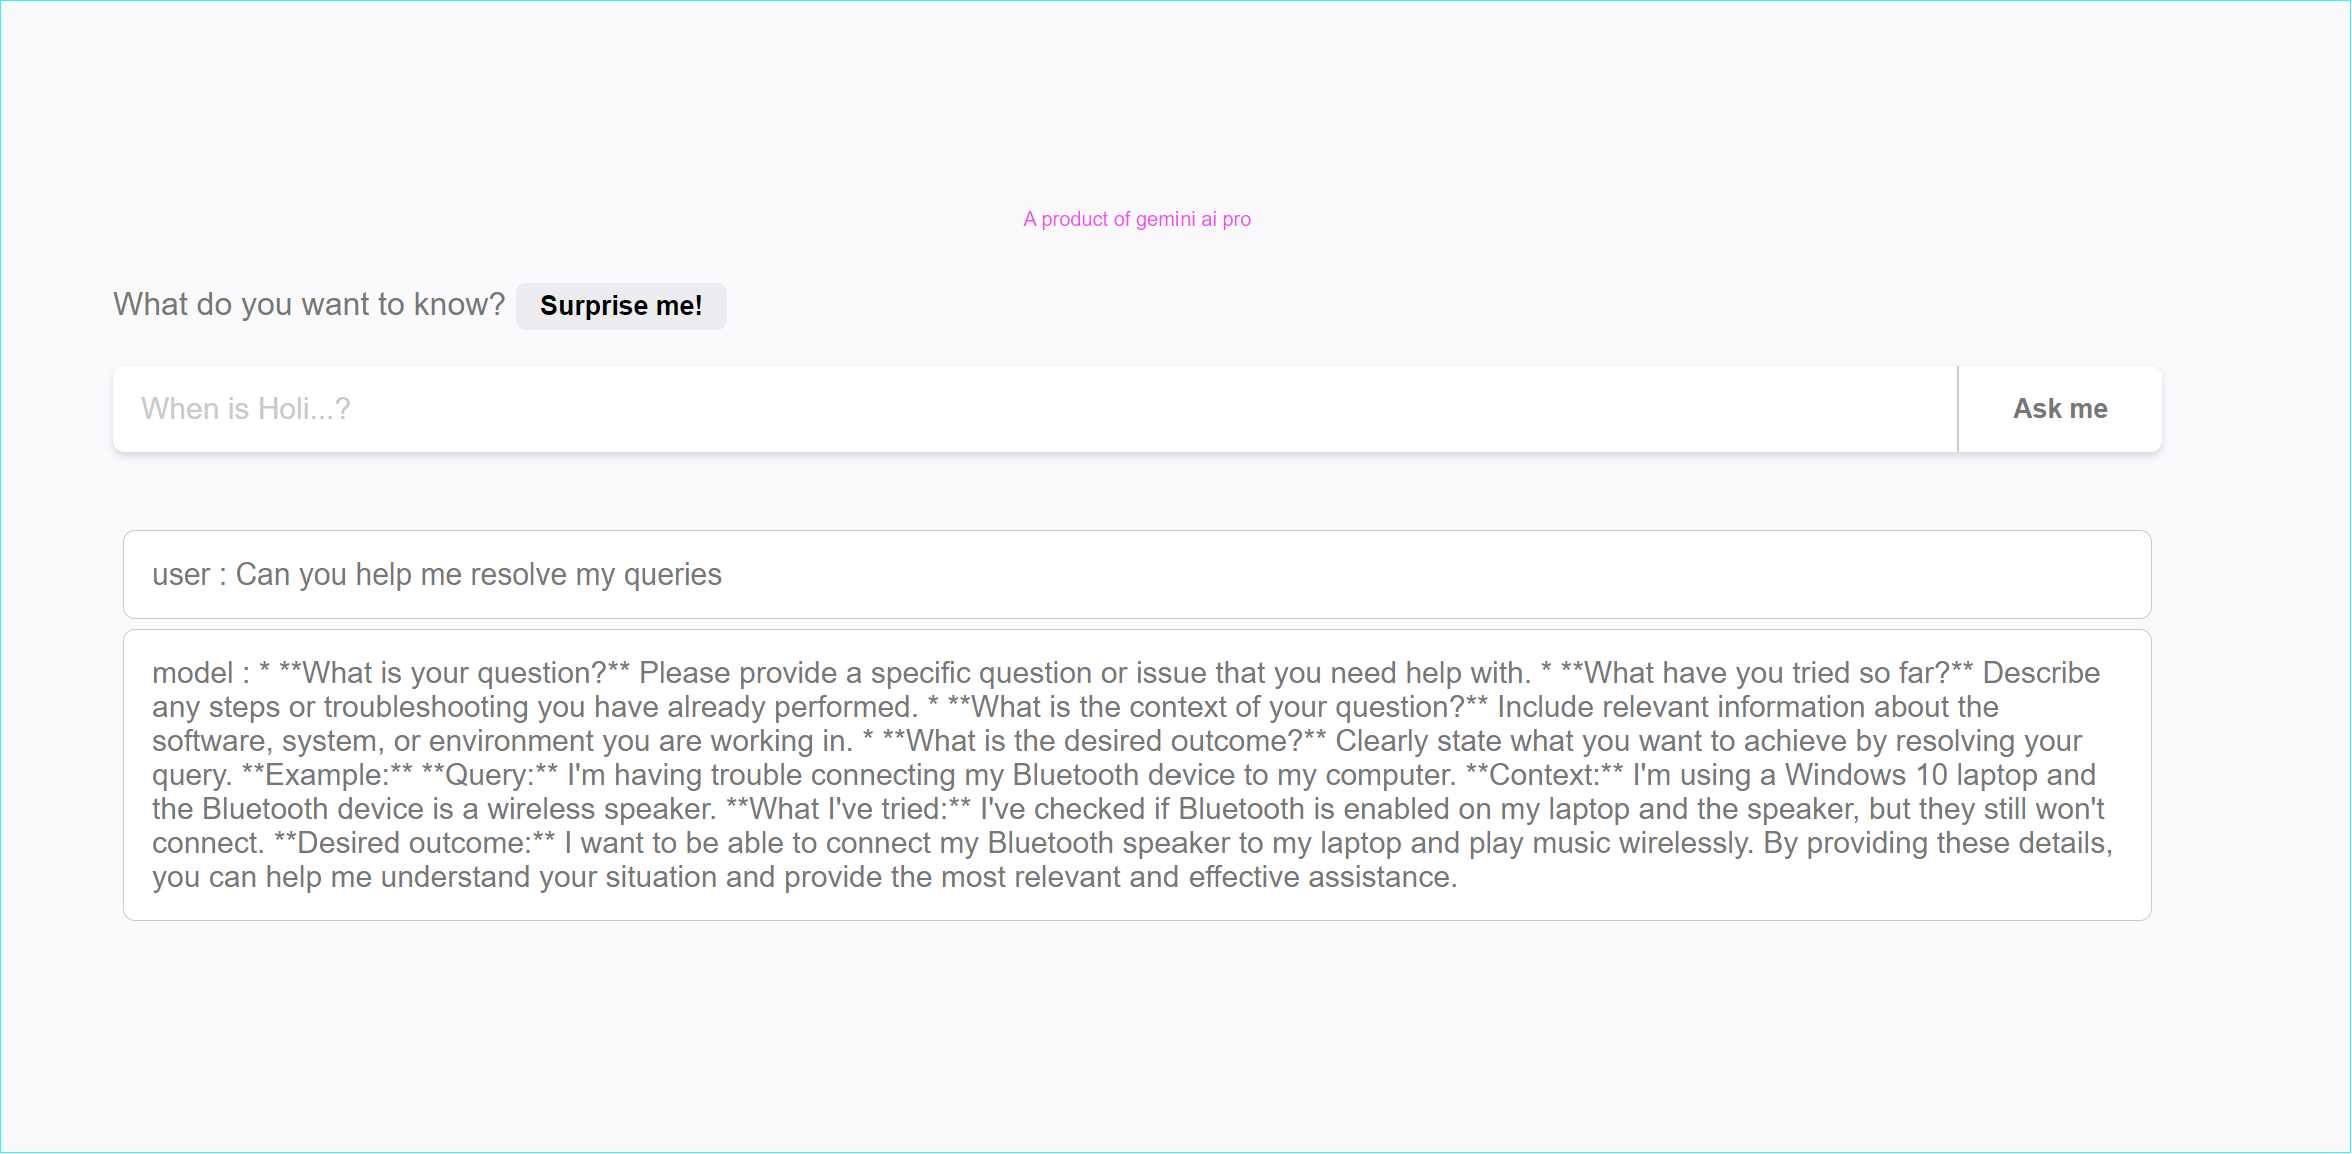 A product of gemini ai pro
What do you want to know? Surprise me!
When is Holi...? Ask me
user : Can you help me resolve my queries
model : * **What is your question?** Please provide a specific question or issue that you need help with. * **What have you tried so far?** Describe
any steps or troubleshooting you have already performed. * **What is the context of your question?** Include relevant information about the
software, system, or environment you are working in. * **What is the desired outcome?** Clearly state what you want to achieve by resolving your
query. **Example:** **Query:** I'm having trouble connecting my Bluetooth device to my computer. **Context:** I'm using a Windows 10 laptop and
the Bluetooth device is a wireless speaker. **What I've tried:** I've checked if Bluetooth is enabled on my laptop and the speaker, but they still won't
connect. **Desired outcome:** I want to be able to connect my Bluetooth speaker to my laptop and play music wirelessly. By providing these details,
you can help me understand your situation and provide the most relevant and effective assistance.